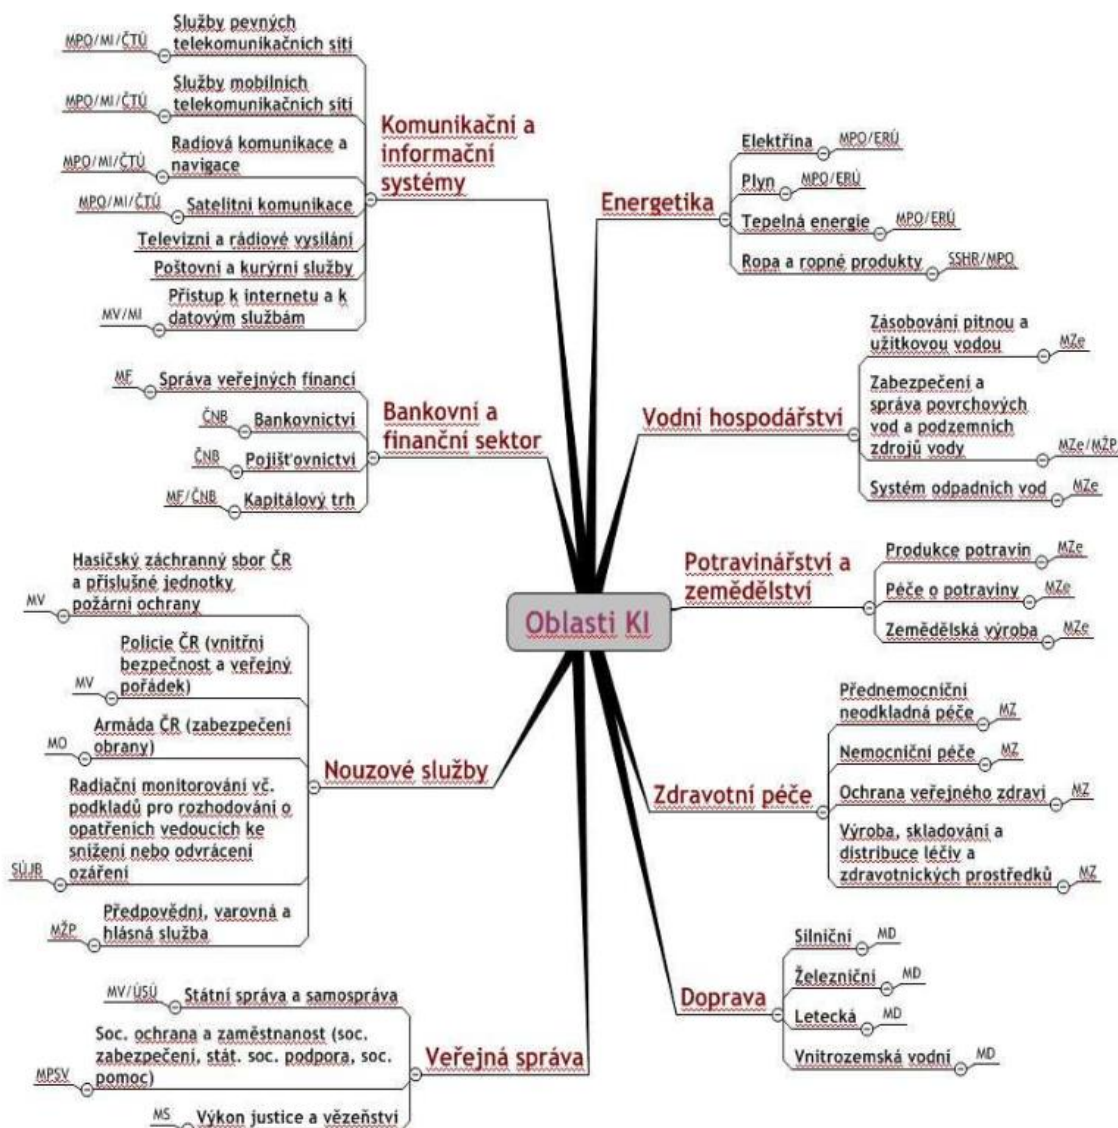 Oblasti KI
Komunikační a
informační
systémy
Služby pevných
telekomunikačních sítí
MPO/MI/ČTÚ
Služby mobilních
telekomunikačních sítí
MPO/MI/ČTÚ
Radiová komunikace a
navigace
MPO/MI/ČTÚ
Satelitní komunikace
MPO/MI/ČTÚ
Televizní a rádiové vysílání
Poštovní a kurýrní služby
Přístup k internetu a k
datovým službám
MV/MI
Bankovní a
finanční sektor
Správa veřejných financí
MF
Bankovnictví
ČNB
Pojišťovnictví
ČNB
Kapitálový trh
MF/ČNB
Nouzové služby
Hasičský záchranný sbor ČR
a příslušné jednotky
požární ochrany
MV
Policie ČR (vnitřní
bezpečnost a veřejný
pořádek)
MV
Armáda ČR (zabezpečení
obrany)
MO
Radiační monitorování vč.
podkladů pro rozhodování o
opatřeních vedoucích ke
snížení nebo odvrácení
ozáření
SÚJB
Předpovědní, varovná a
hlásná služba
MŽP
Veřejná správa
Státní správa a samospráva
MV/ÚSÚ
Soc. ochrana a zaměstnanost (soc.
zabezpečení, stát. soc. podpora, soc.
pomoc)
MPSV
Výkon justice a vězeňství
MS
Energetika
Elektřina
MPO/ERÚ
Plyn
MPO/ERÚ
Tepelná energie
MPO/ERÚ
Ropa a ropné produkty
SSHR/MPO
Vodní hospodářství
Zásobování pitnou a
užitkovou vodou
MZe
Zabezpečení a
správa povrchových
vod a podzemních
zdrojů vody
MZe/MŽP
Systém odpadních vod
MZe
Potravinářství a
zemědělství
Produkce potravin
MZe
Péče o potraviny
MZe
Zemědělská výroba
MZe
Zdravotní péče
Přednemocniční
neodkladná péče
MZ
Nemocniční péče
MZ
Ochrana veřejného zdraví
MZ
Výroba, skladování a
distribuce léčiv a
zdravotnických prostředků
MZ
Doprava
Silniční
MD
Železniční
MD
Letecká
MD
Vnitrozemská vodní
MD